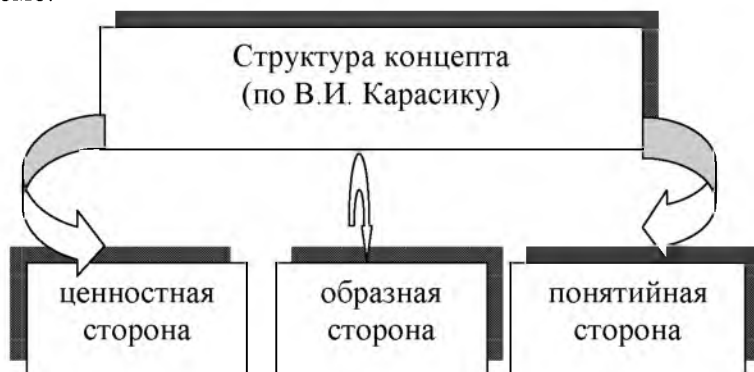 Структура концепта
(по В.И. Карасику)
ценностная
сторона
образная
сторона
понятийная
сторона